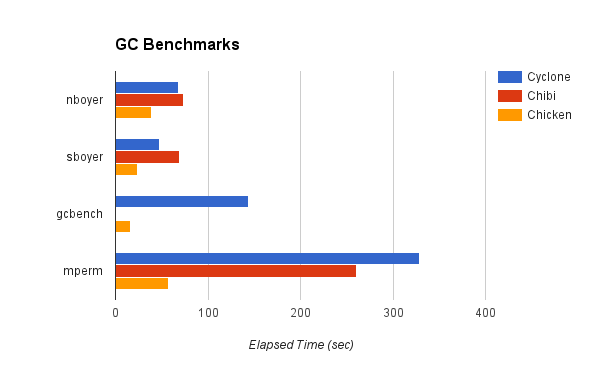 GC Benchmarks
Cyclone
Chibi
Chicken
nboyer
sboyer
gcbench
mperm
0 100 200 300 400
Elapsed Time (sec)